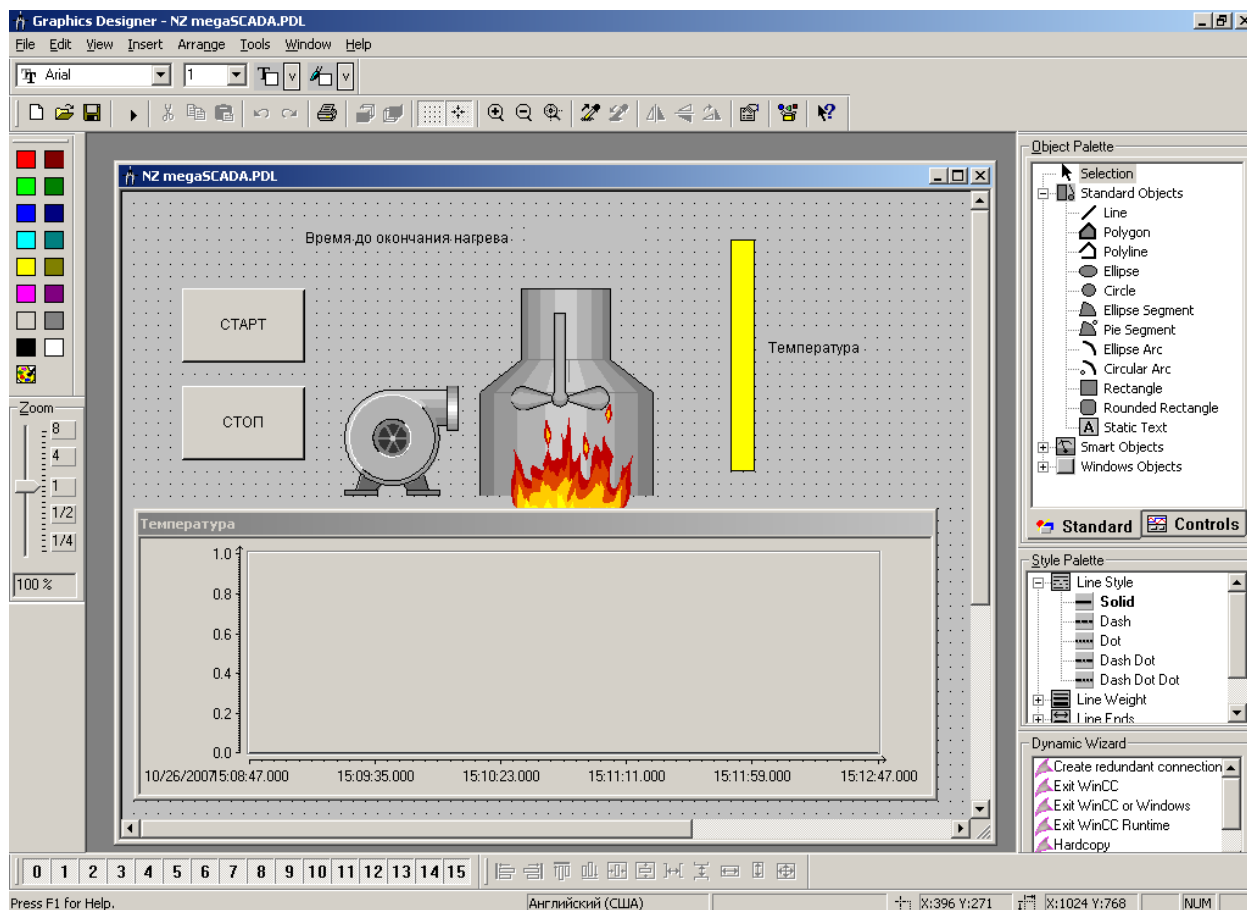 Graphics Designer - NZ megaSCADA.PDL
File Edit View Insert Arrange Tools Window Help
Arial 1
NZ megaSCADA.PDL
Время до окончания нагрева
СТАРТ
СТОП
Температура
Температура
1.0
0.8
0.6
0.4
0.2
0.0
10/26/200715:08:47.000 15:09:35.000 15:10:23.000 15:11:11.000 15:11:59.000 15:12:47.000
Zoom
8
4
1
1/2
1/4
100 %
Object Palette
Selection
Standard Objects
Line
Polygon
Polyline
Ellipse
Circle
Ellipse Segment
Pie Segment
Ellipse Arc
Circular Arc
Rectangle
Rounded Rectangle
A Static Text
Smart Objects
Windows Objects
Standard Controls
Style Palette
Line Style
Solid
Dash
Dot
Dash Dot
Dash Dot Dot
Line Weight
Line Ends
Dynamic Wizard
Create redundant connection
Exit WinCC
Exit WinCC or Windows
Exit WinCC Runtime
Hardcopy
0 1 2 3 4 5 6 7 8 9 10 11 12 13 14 15
Press F1 for Help. Английский (США) X:396 Y:271 X:1024 Y:768 NUM